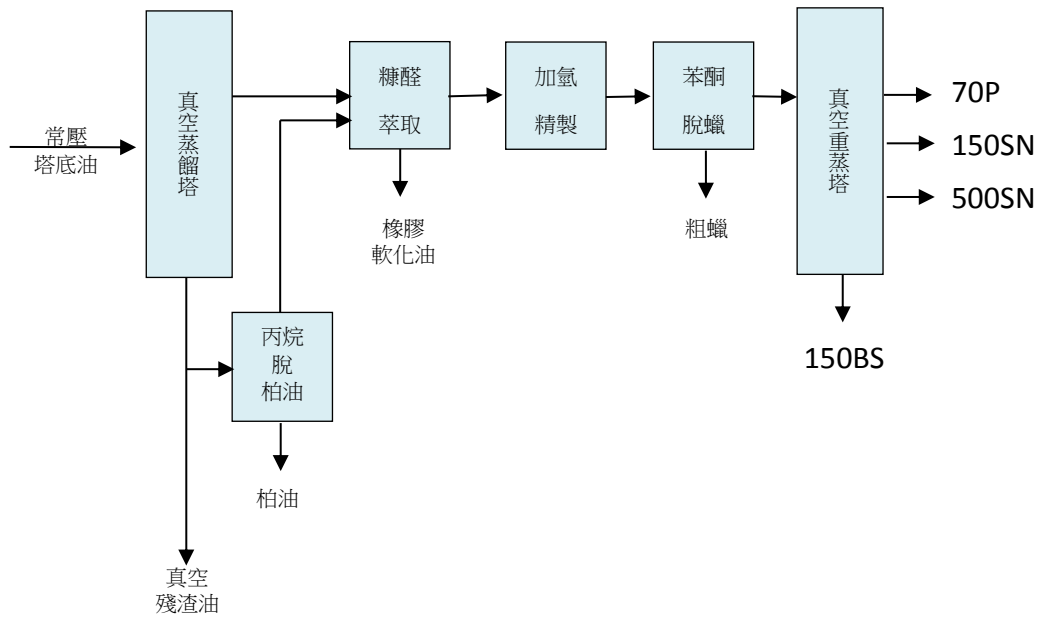 常壓
塔底油
真空蒸餾塔
糠醛
萃取
加氫
精製
苯酮
脫蠟
真空重蒸塔
70P
150SN
500SN
橡膠
軟化油
粗蠟
150BS
丙烷
脫
柏油
柏油
真空
殘渣油